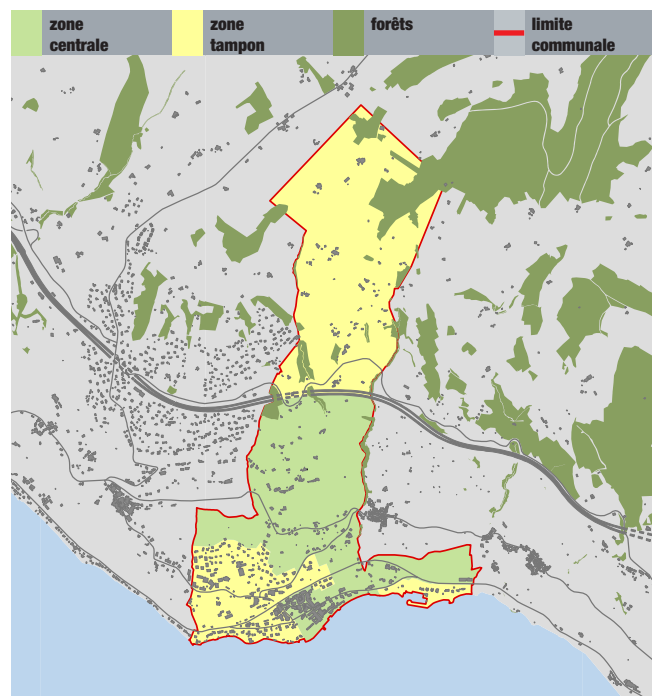 zone
centrale
zone
tampon
forêts
limite
communale